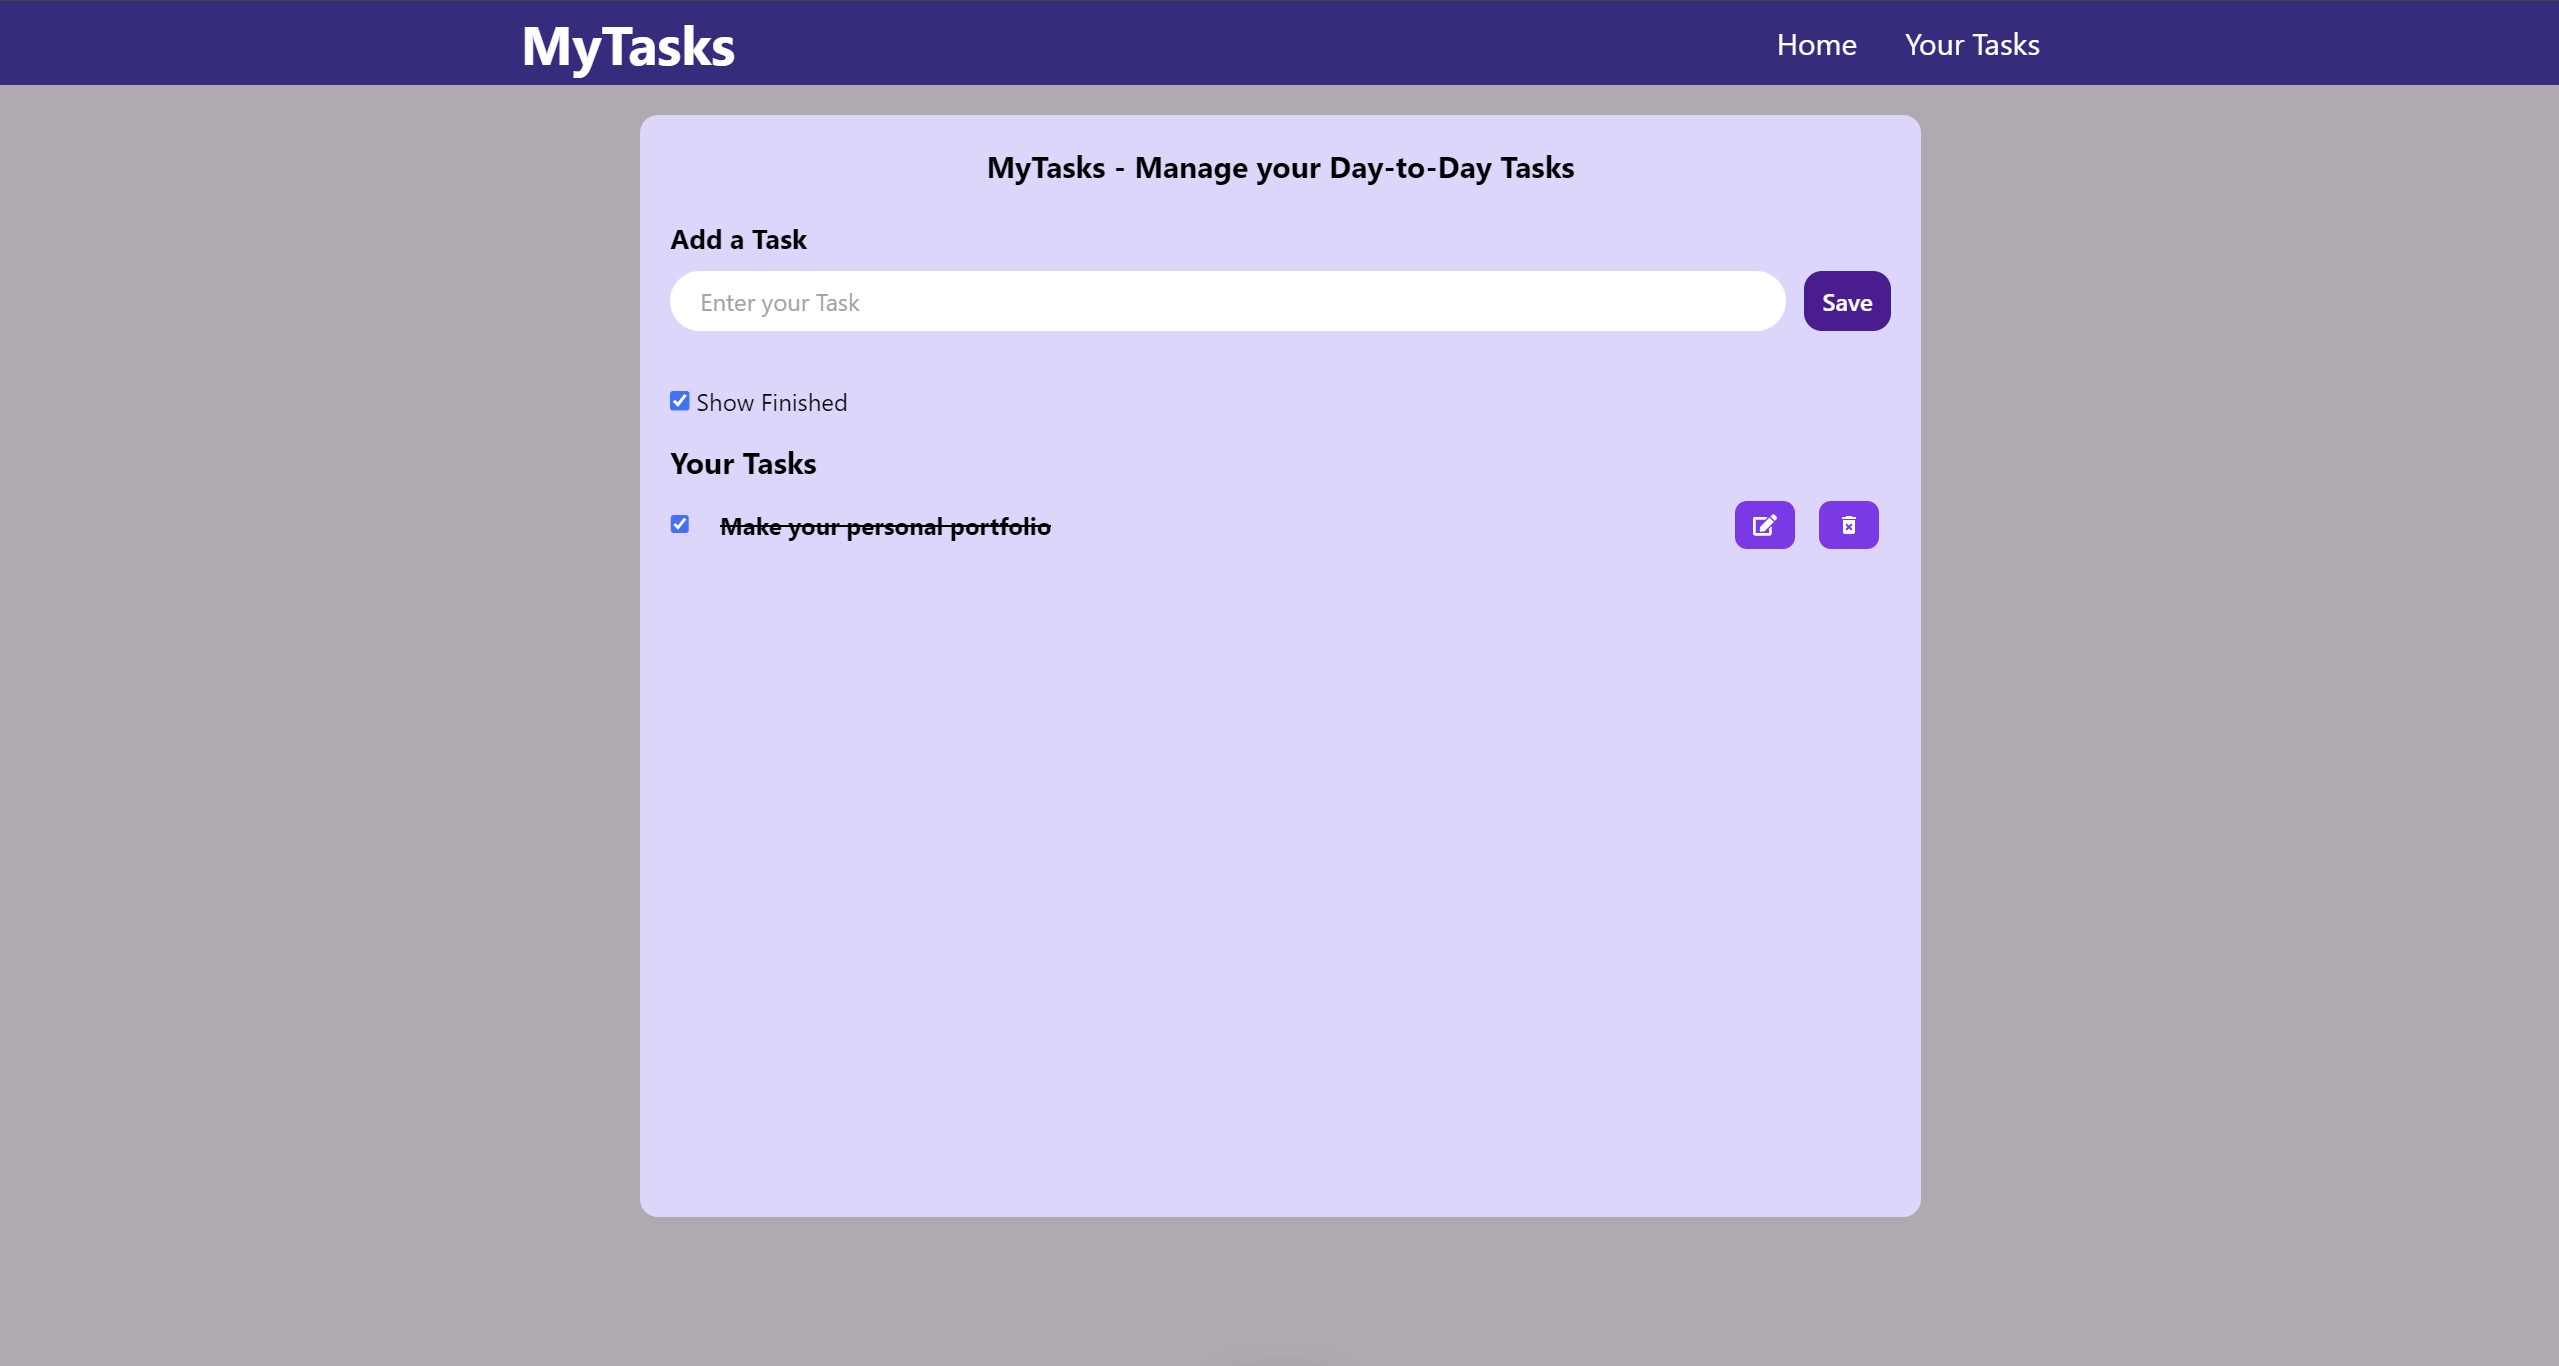 MyTasks
Home
Your Tasks
MyTasks - Manage your Day-to-Day Tasks
Add a Task
Enter your Task
Save
Show Finished
Your Tasks
Make your personal portfolio